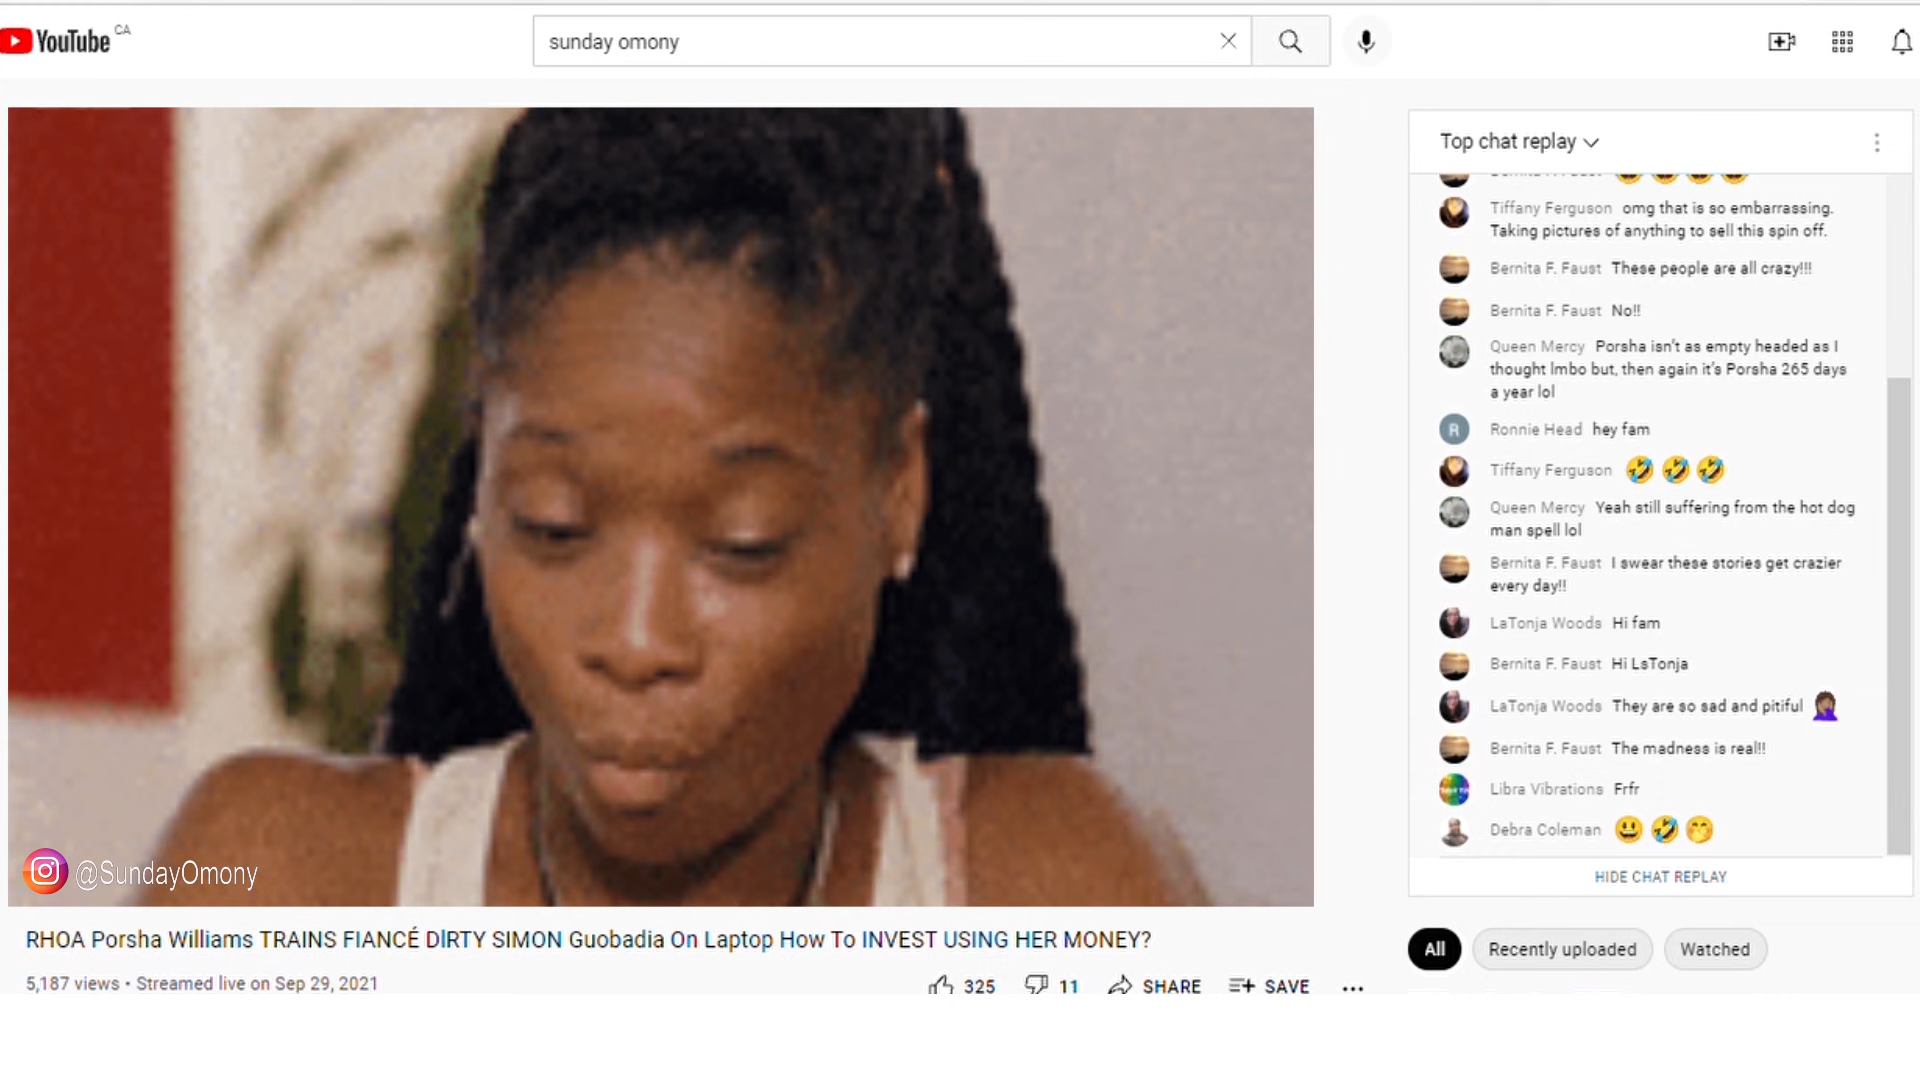 YouTube CA
sunday omony
@SundayOmony
RHOA Porsha Williams TRAINS FIANCÉ DIRTY SIMON Guobadia On Laptop How To INVEST USING HER MONEY?
5,187 views • Streamed live on Sep 29, 2021
325 11 SHARE SAVE
Top chat replay
Tiffany Ferguson omg that is so embarrassing.
Taking pictures of anything to sell this spin off.
Bernita F. Faust These people are all crazy!!!
Bernita F. Faust No!!
Queen Mercy Porsha isn't as empty headed as I
thought lmbo but, then again it's Porsha 265 days
a year lol
R Ronnie Head hey fam
Tiffany Ferguson 🤣 🤣 🤣
Queen Mercy Yeah still suffering from the hot dog
man spell lol
Bernita F. Faust I swear these stories get crazier
every day!!
LaTonja Woods Hi fam
Bernita F. Faust Hi LsTonja
LaTonja Woods They are so sad and pitiful
Bernita F. Faust The madness is real!!
Libra Vibrations Frfr
Debra Coleman 😃 🤣 🤭
HIDE CHAT REPLAY
All Recently uploaded Watched